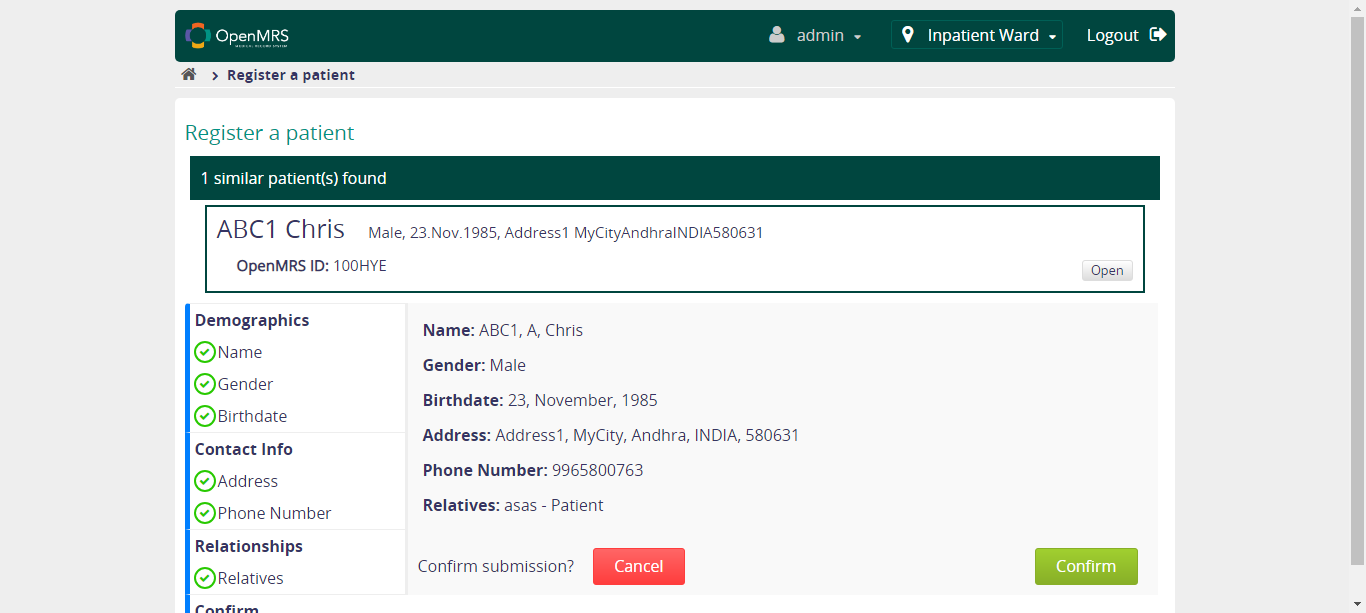 OpenMRS
MEDICAL RECORD SYSTEM
admin
Inpatient Ward
Logout
Register a patient
Register a patient
1 similar patient(s) found
ABC1 Chris Male, 23.Nov.1985, Address1 MyCityAndhraINDIA580631
OpenMRS ID: 100HYE
Open
Demographics
Name
Gender
Birthdate
Contact Info
Address
Phone Number
Relationships
Relatives
Confirm
Name: ABC1, A, Chris
Gender: Male
Birthdate: 23, November, 1985
Address: Address1, MyCity, Andhra, INDIA, 580631
Phone Number: 9965800763
Relatives: asas - Patient
Confirm submission? Cancel Confirm